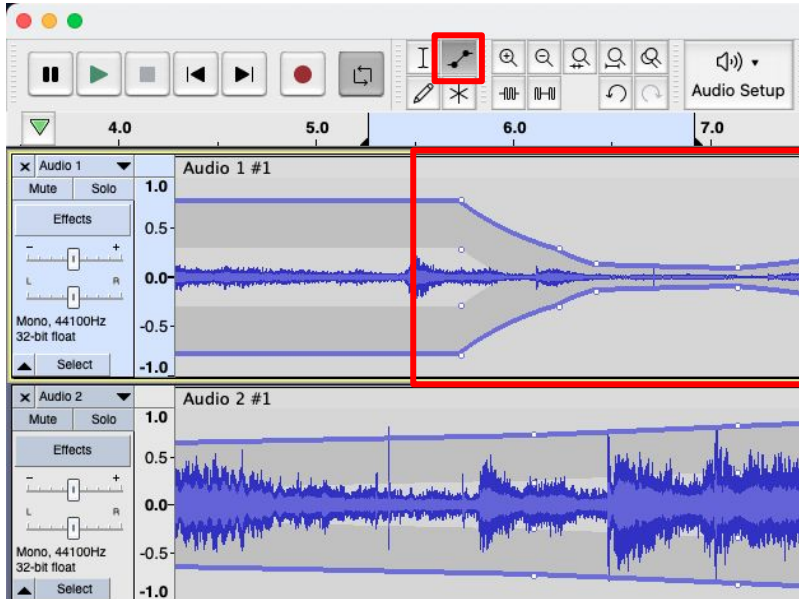 Audio Setup
4.0 5.0 6.0 7.0
Audio 1
Audio 1 #1
Mute Solo
1.0
Effects
0.5
- +
0.0
L R
Mono, 44100Hz
-0.5
32-bit float
Select
-1.0
Audio 2
Audio 2 #1
Mute Solo
1.0
Effects
0.5
- +
0.0
L R
Mono, 44100Hz
-0.5
32-bit float
Select
-1.0